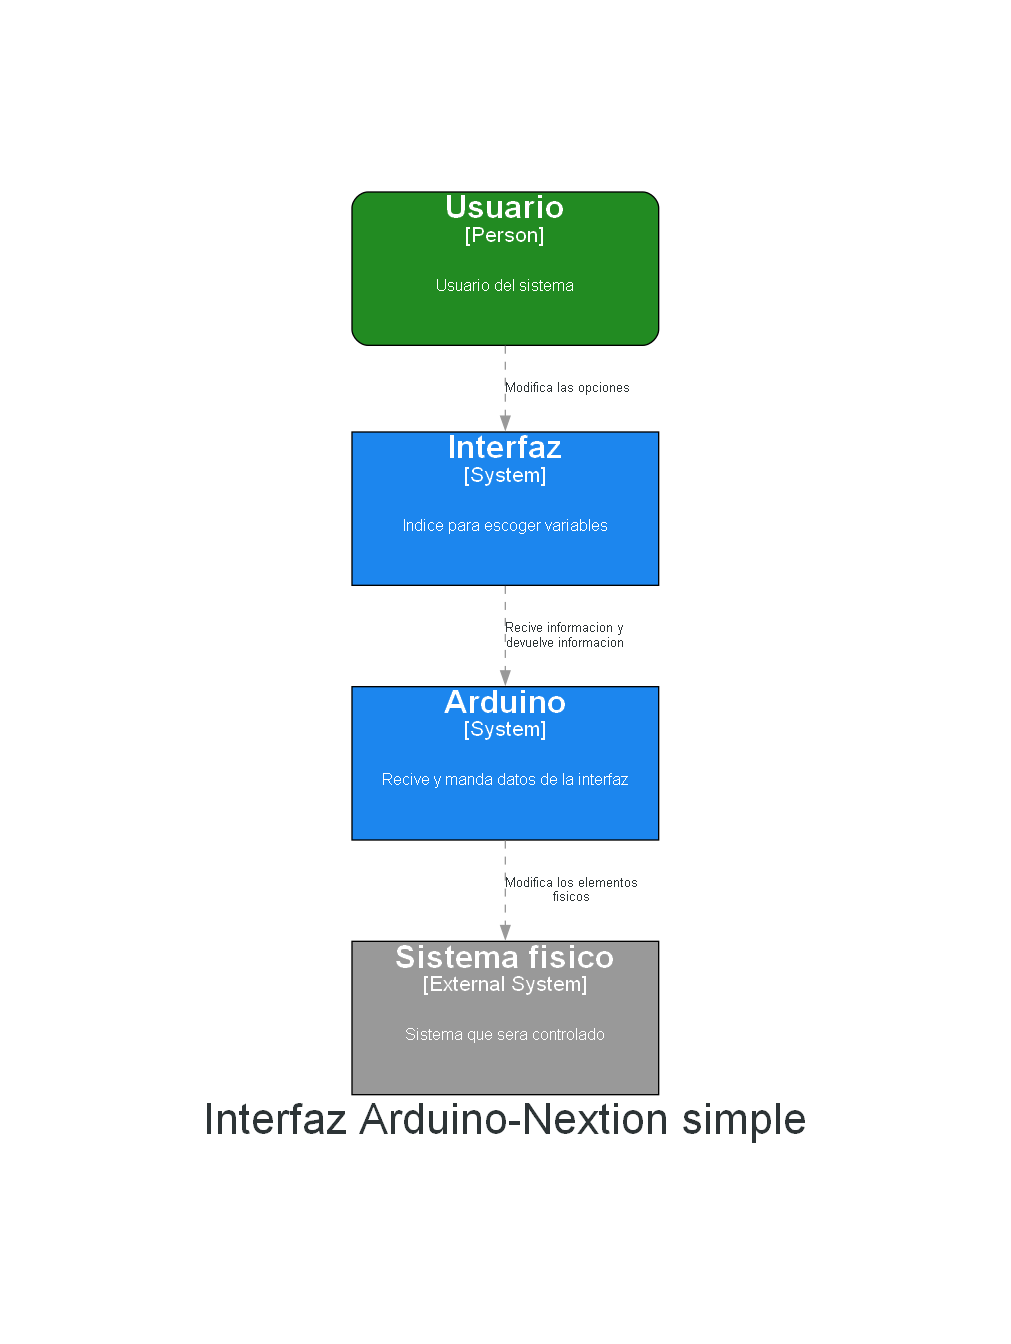 Usuario
[Person]
Usuario del sistema
Modifica las opciones
Interfaz
[System]
Indice para escoger variables
Recive informacion y
devuelve informacion
Arduino
[System]
Recive y manda datos de la interfaz
Modifica los elementos
fisicos
Sistema fisico
[External System]
Sistema que sera controlado
Interfaz Arduino-Nextion simple